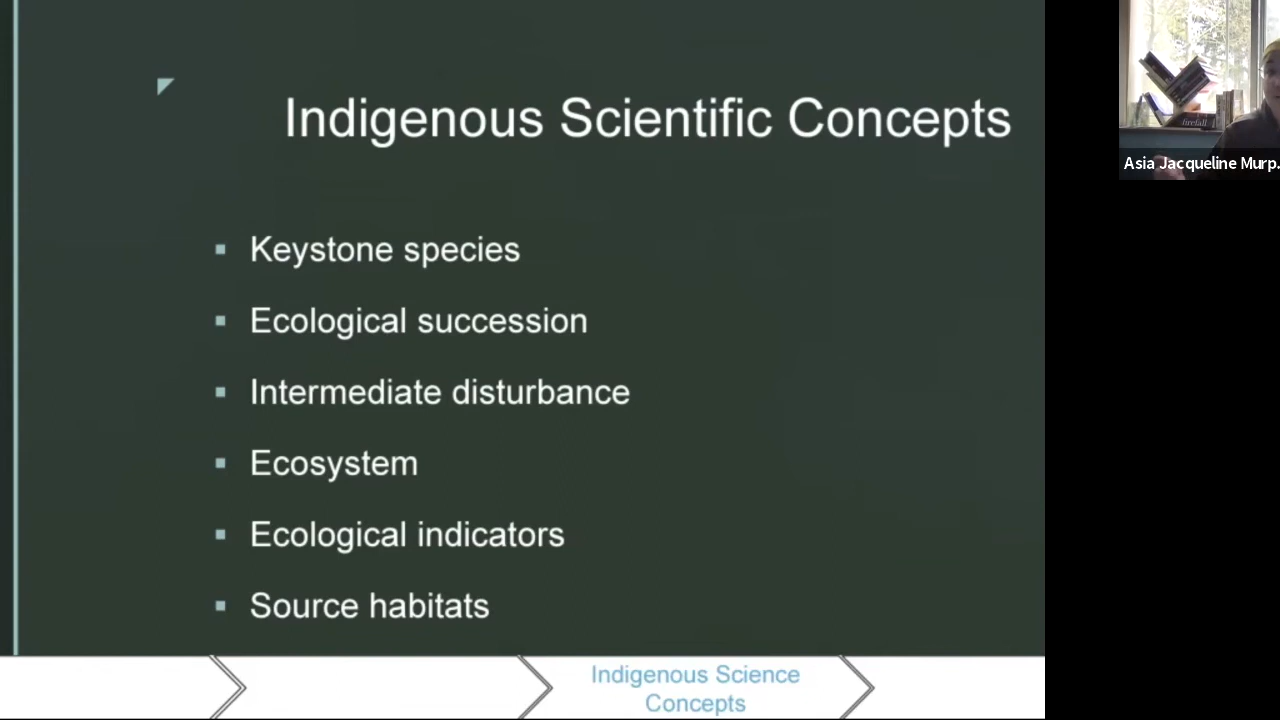 Indigenous Scientific Concepts
Keystone species
Ecological succession
Intermediate disturbance
Ecosystem
Ecological indicators
Source habitats
Indigenous Science
Concepts
firefall
Asia Jacqueline Murp.